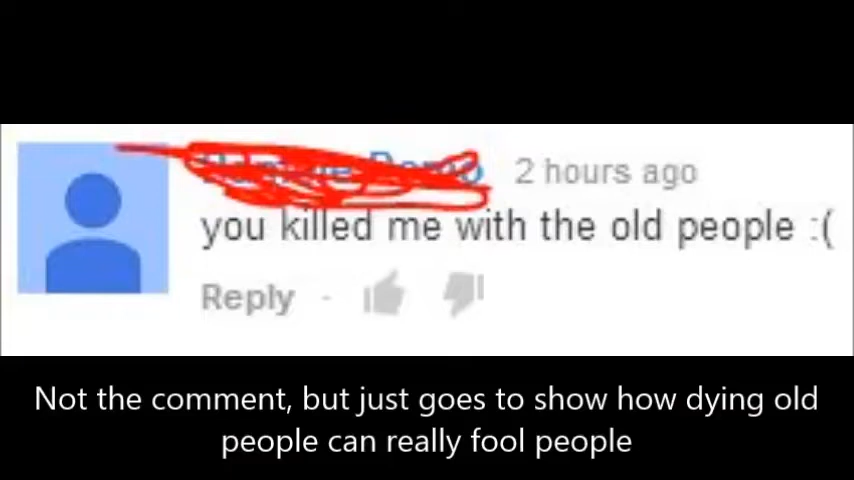 2 hours ago
you killed me with the old people :(
Reply
Not the comment, but just goes to show how dying old
people can really fool people